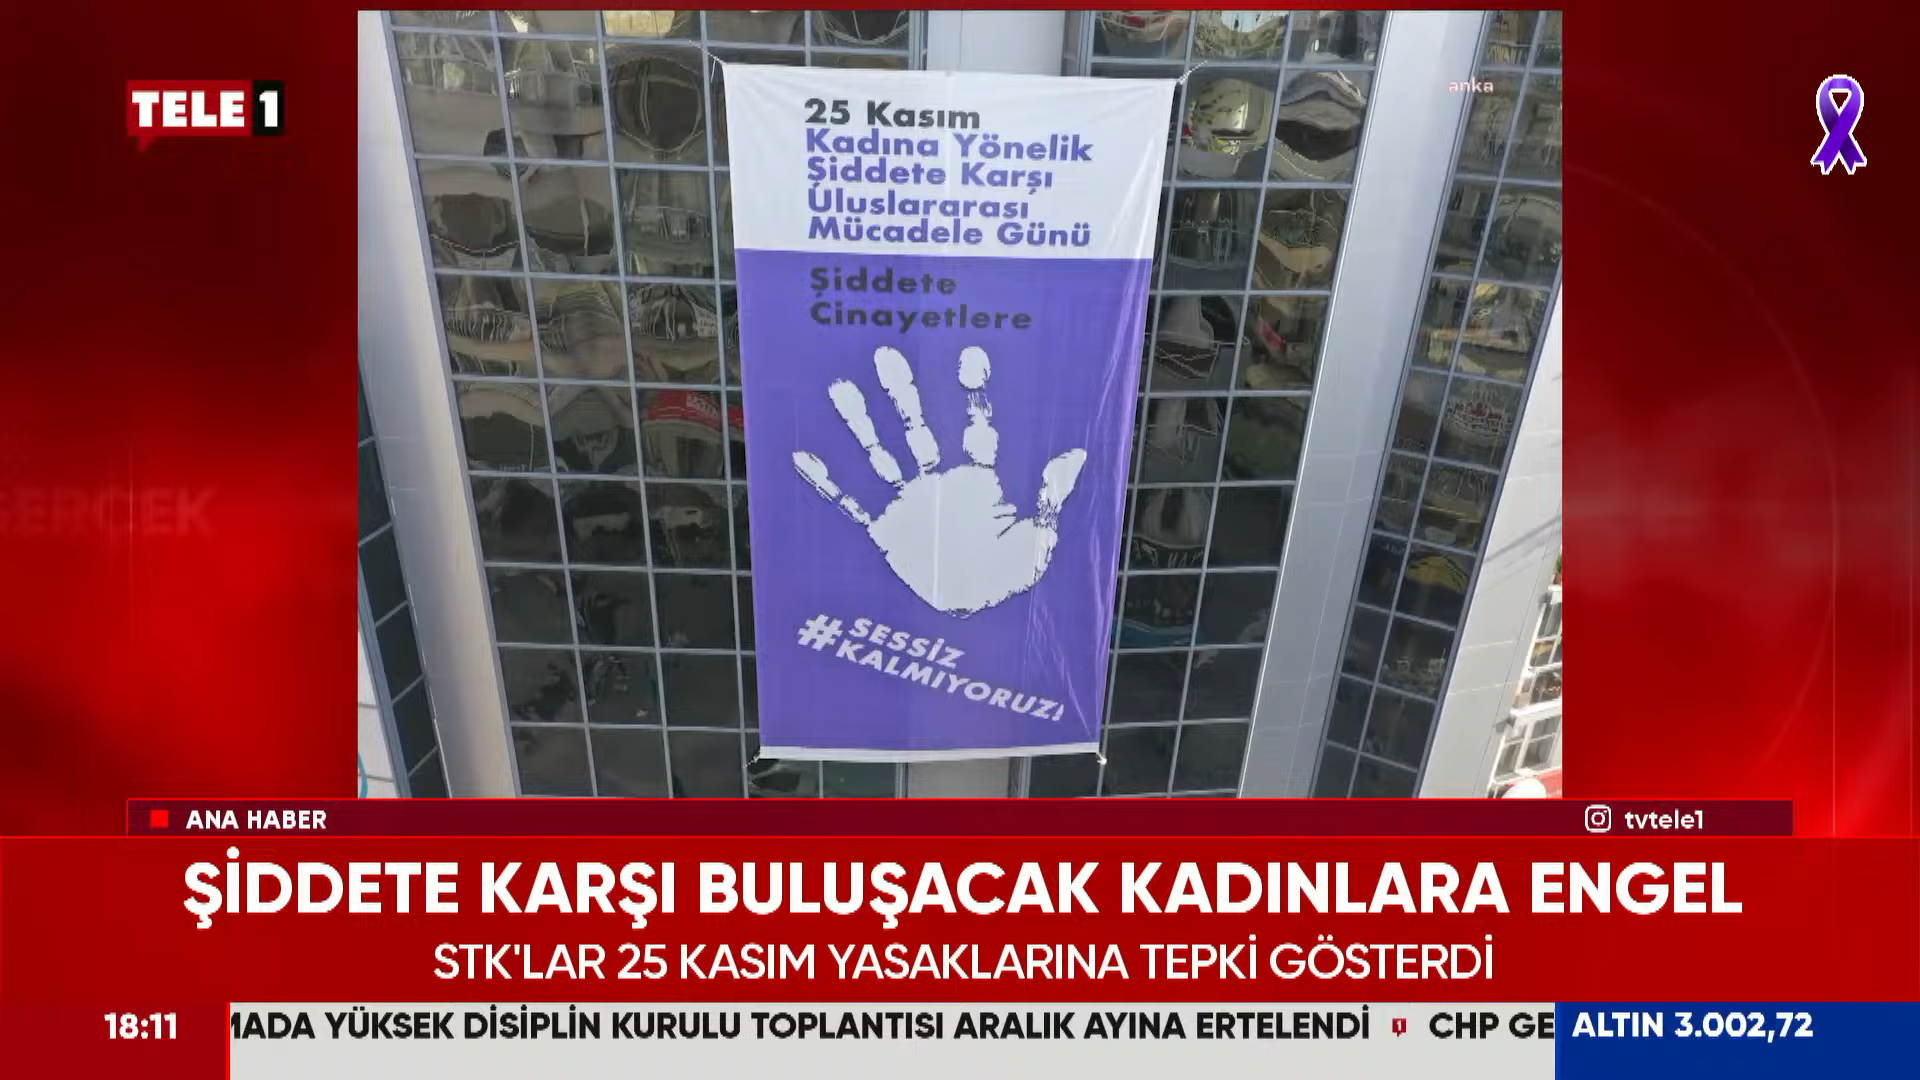 TELE1
anka
25 Kasım
Kadına Yönelik
Şiddete Karşı
Uluslararası
Mücadele Günü
Şiddete
Cinayetlere
#SESSİZ
KALMIYORUZ!
ANA HABER
tvtele1
ŞİDDETE KARŞI BULUŞACAK KADINLARA ENGEL
STK'LAR 25 KASIM YASAKLARINA TEPKİ GÖSTERDİ
18:11
MADA YÜKSEK DİSİPLİN KURULU TOPLANTISI ARALIK AYINA ERTELENDİ CHP GE
ALTIN 3.002,72